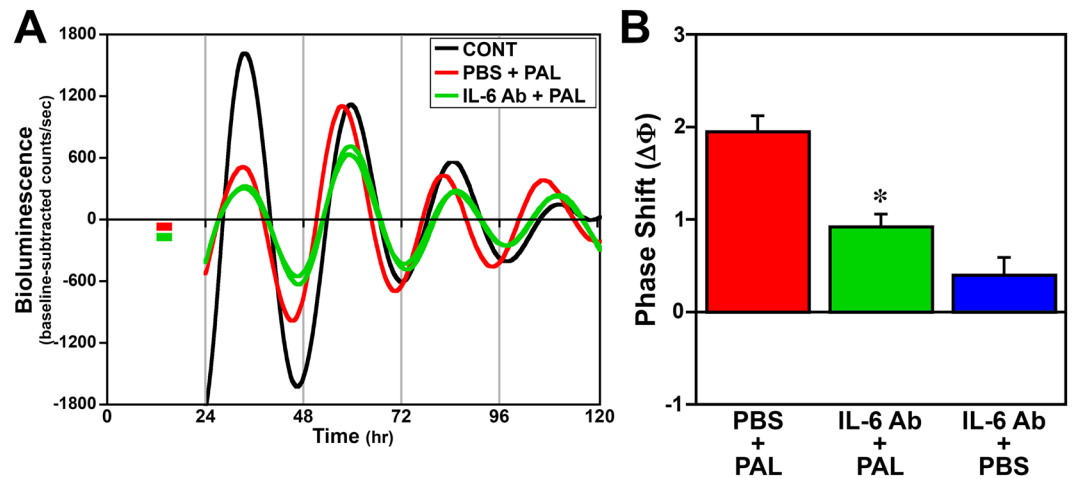 A
Bioluminescence
(baseline-subtracted counts/sec)
1800
1200
600
0
-600
-1200
-1800
CONT
PBS + PAL
IL-6 Ab + PAL
0
24
48
72
96
120
Time (hr)
B
Phase Shift (ΔΦ)
3
2
1
0
-1
*
PBS
+
PAL
IL-6 Ab
+
PAL
IL-6 Ab
+
PBS